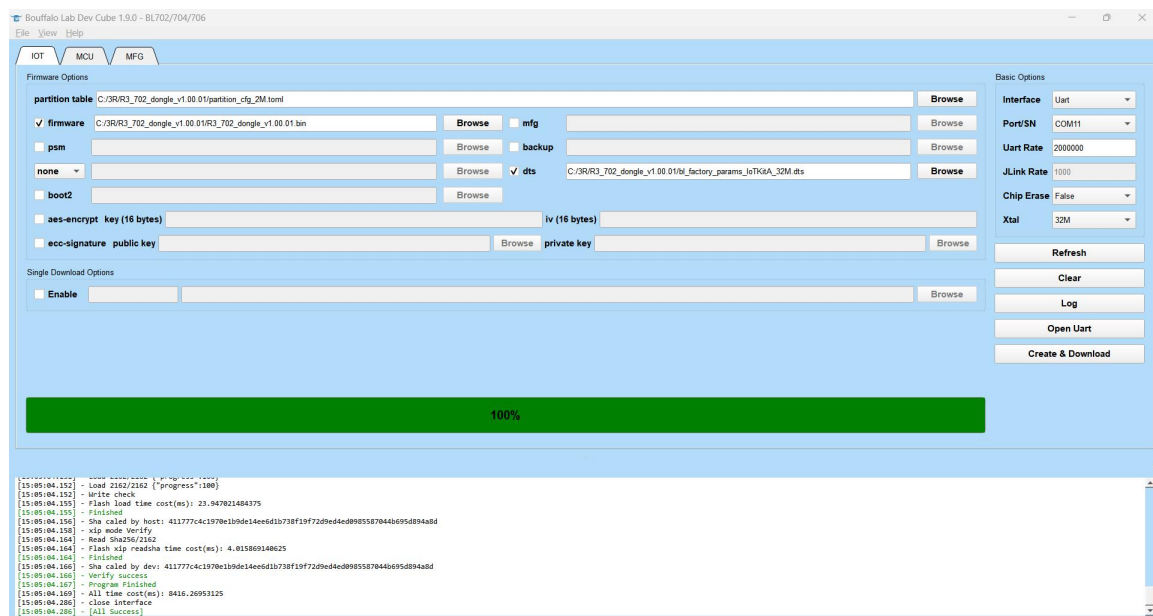 Bouffalo Lab Dev Cube 1.9.0 - BL702/704/706
File View Help
IOT MCU MFG
Firmware Options
partition table C:/3R/R3_702_dongle_v1.00.01/partition_cfg_2M.toml Browse
firmware C:/3R/R3_702_dongle_v1.00.01/R3_702_dongle_v1.00.01.bin Browse mfg Browse
psm Browse backup Browse
none Browse dts C:/3R/R3_702_dongle_v1.00.01/bl_factory_params_IoTKitA_32M.dts Browse
boot2 Browse
aes-encrypt key (16 bytes) iv (16 bytes)
ecc-signature public key Browse private key Browse
Single Download Options
Enable Browse
Basic Options
Interface Uart
Port/SN COM11
Uart Rate 2000000
JLink Rate 1000
Chip Erase False
Xtal 32M
Refresh
Clear
Log
Open Uart
Create & Download
100%
[15:05:04.152] - Load 2162/2162 {"progress":100}
[15:05:04.152] - Write check
[15:05:04.155] - Flash load time cost(ms): 23.947021484375
[15:05:04.155] - Finished
[15:05:04.156] - Sha caled by host: 411777c4c1970e1b9de14ee6d1b738f19f72d9ed4ed0985587044b695d894a8d
[15:05:04.158] - xip mode Verify
[15:05:04.164] - Read Sha256/2162
[15:05:04.164] - Flash xip readsha time cost(ms): 4.015869140625
[15:05:04.164] - Finished
[15:05:04.166] - Sha caled by dev: 411777c4c1970e1b9de14ee6d1b738f19f72d9ed4ed0985587044b695d894a8d
[15:05:04.166] - Verify success
[15:05:04.167] - Program Finished
[15:05:04.169] - All time cost(ms): 8416.26953125
[15:05:04.286] - close interface
[15:05:04.286] - [All Success]